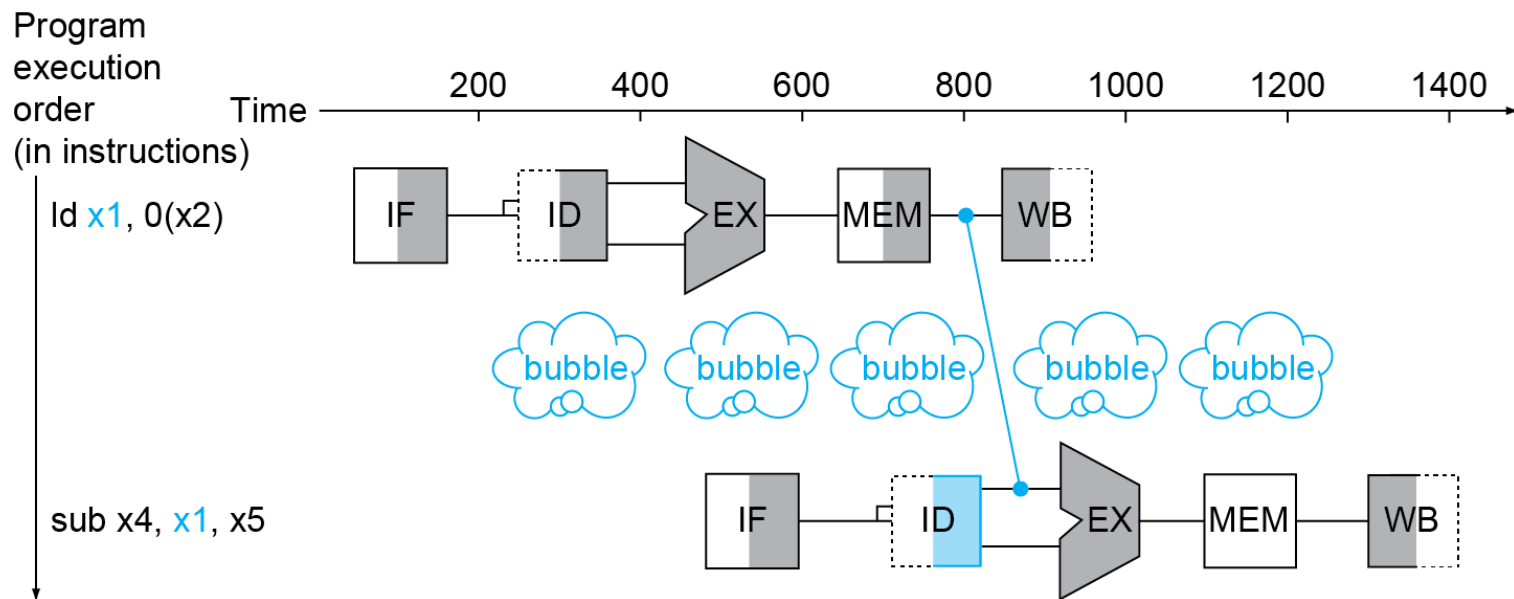 Program
execution
order
(in instructions)
Time
200 400 600 800 1000 1200 1400
ld x1, 0(x2)
IF ID EX MEM WB
bubble bubble bubble bubble bubble
sub x4, x1, x5
IF ID EX MEM WB